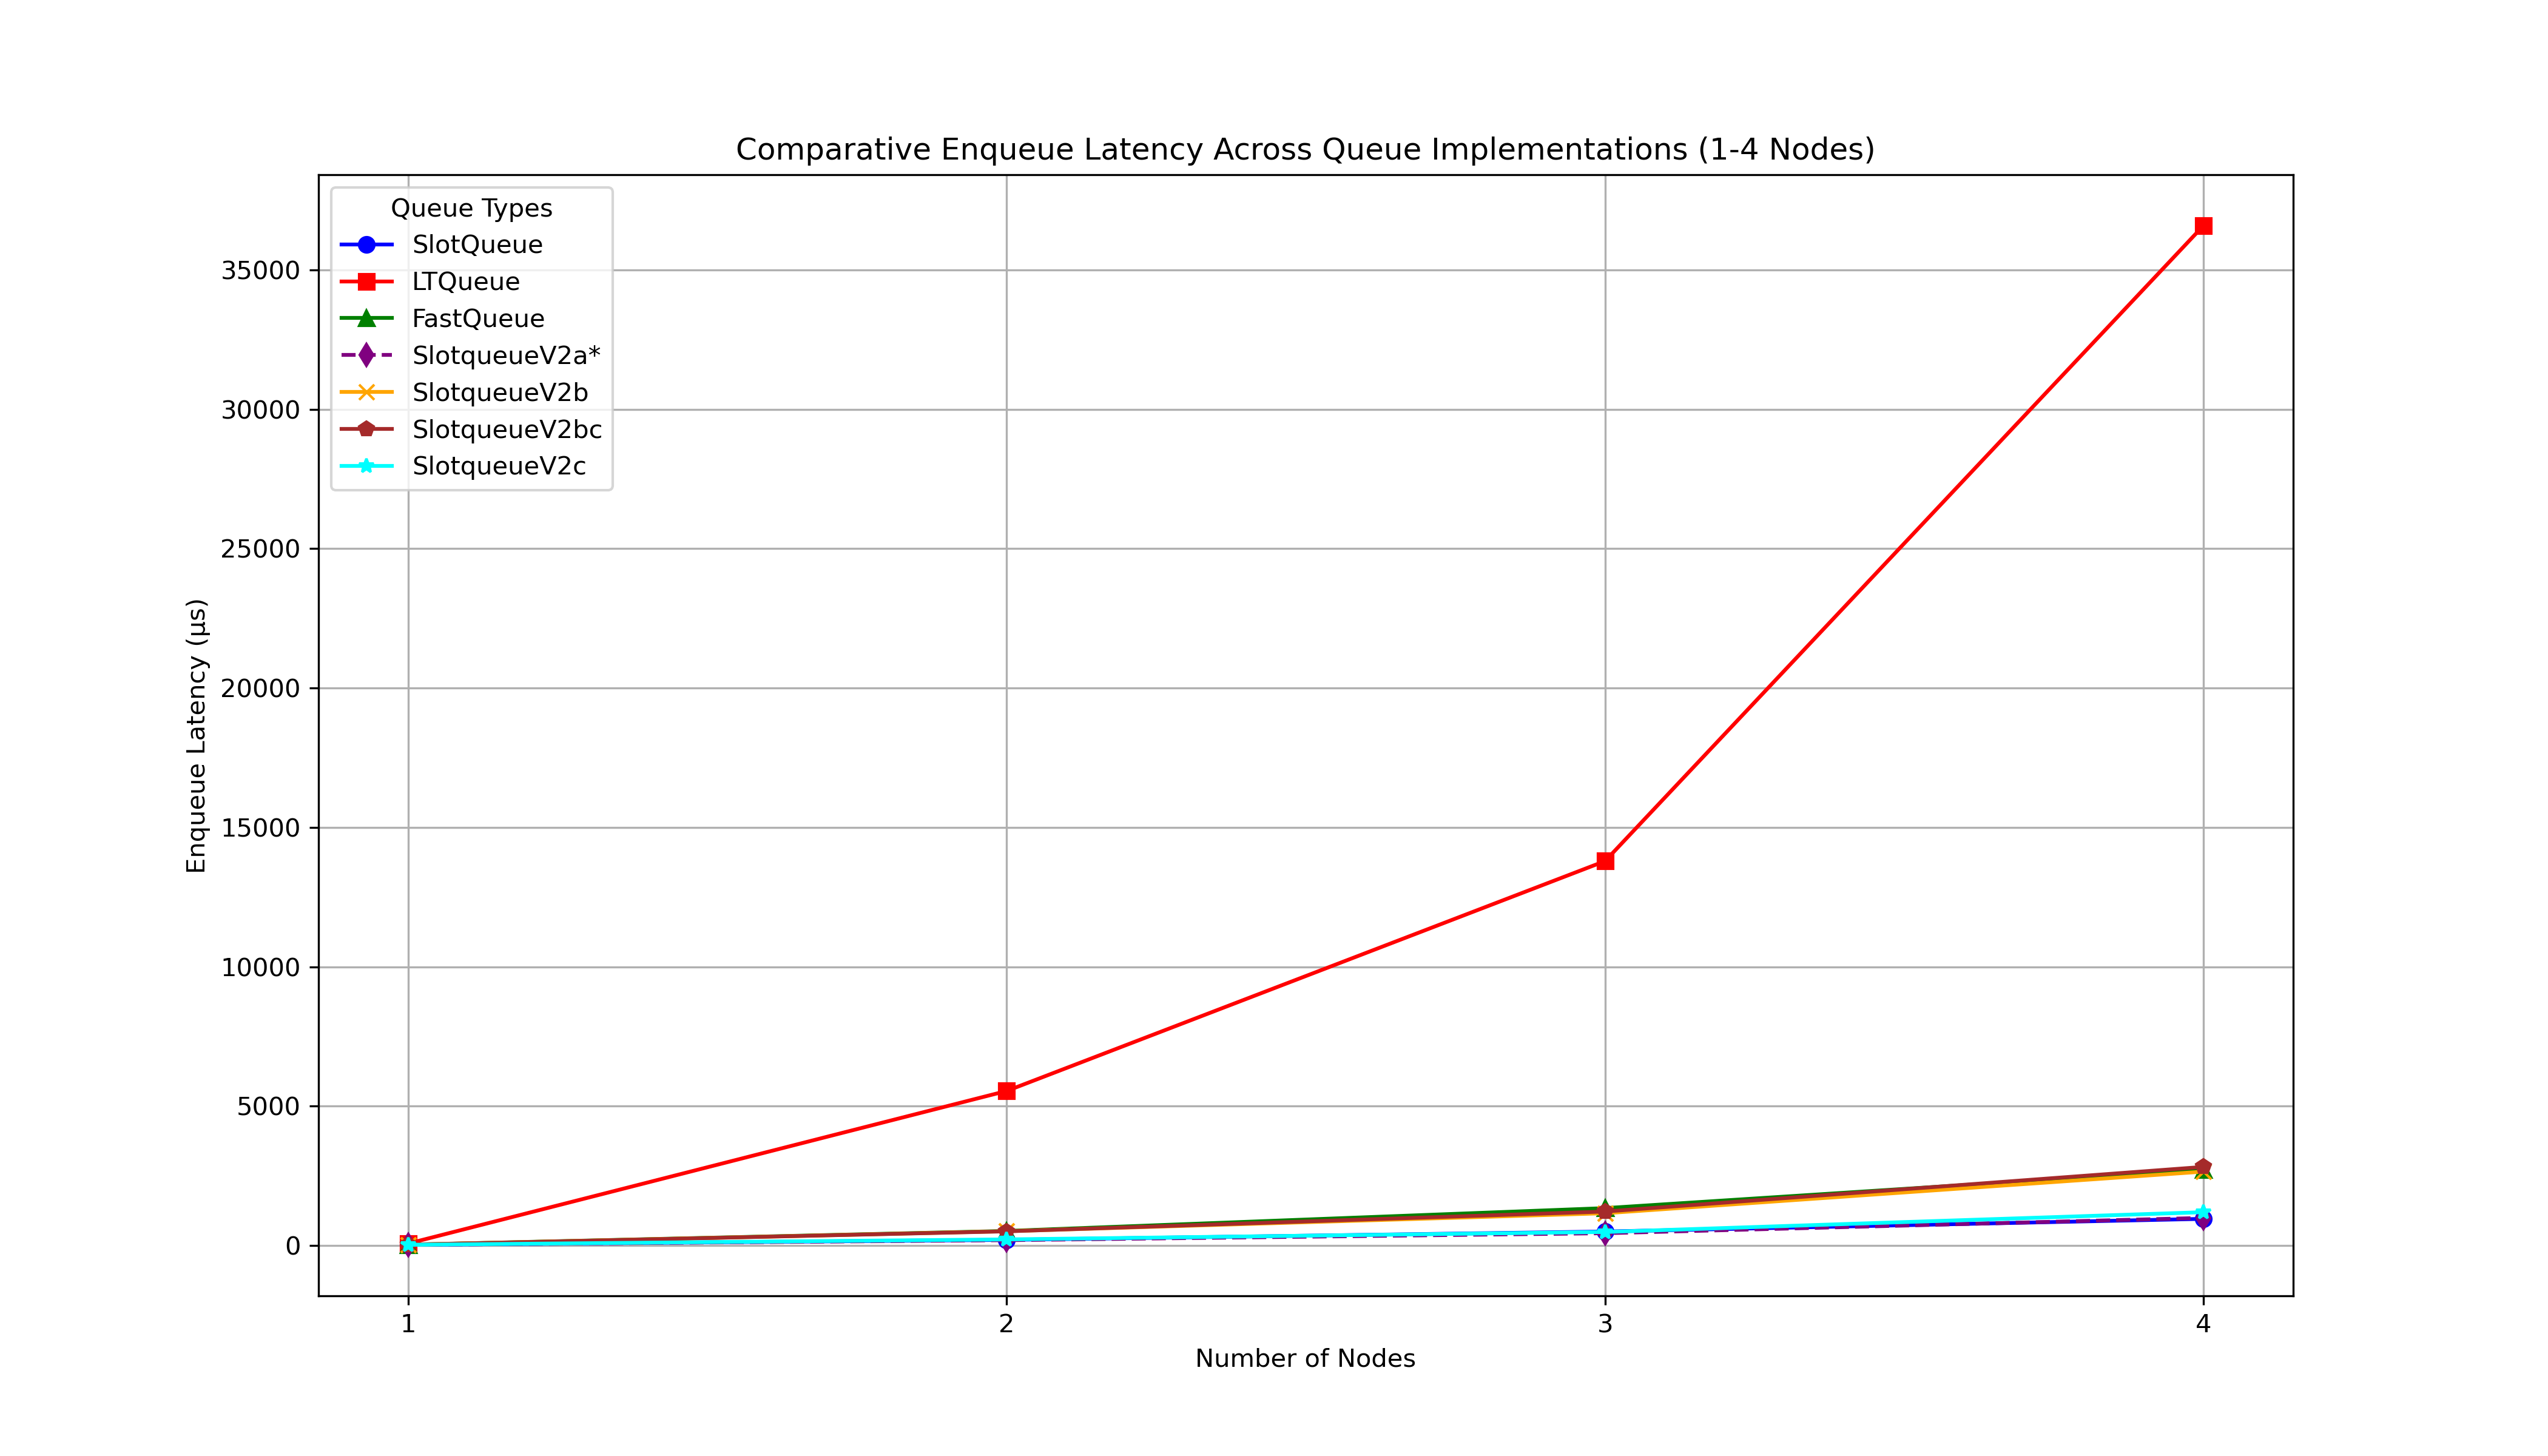 Comparative Enqueue Latency Across Queue Implementations (1-4 Nodes)
Queue Types
SlotQueue
LTQueue
FastQueue
SlotqueueV2a*
SlotqueueV2b
SlotqueueV2bc
SlotqueueV2c
Enqueue Latency (µs)
35000
30000
25000
20000
15000
10000
5000
0
1 2 3 4
Number of Nodes